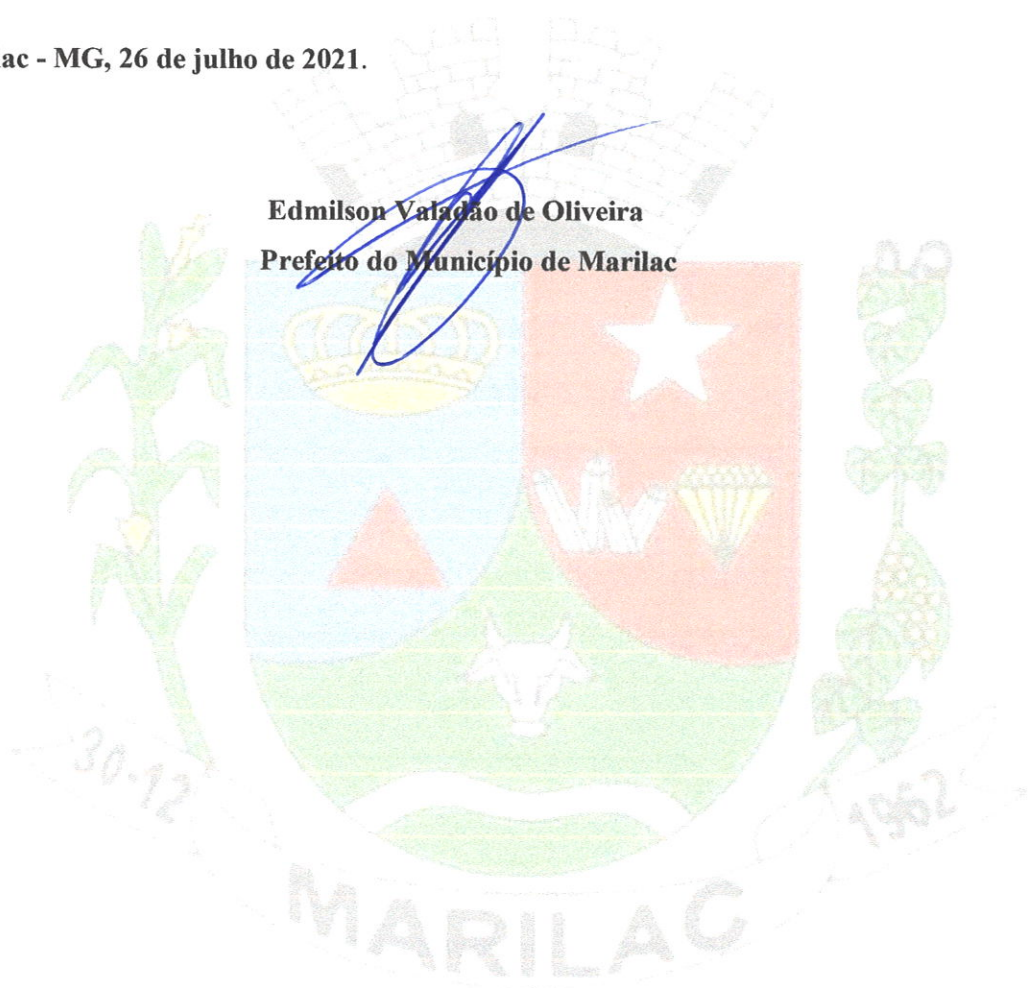 ac - MG, 26 de julho de 2021.
Edmilson Valadão de Oliveira
Prefeito do Município de Marilac
30-12
1962
MARILAC